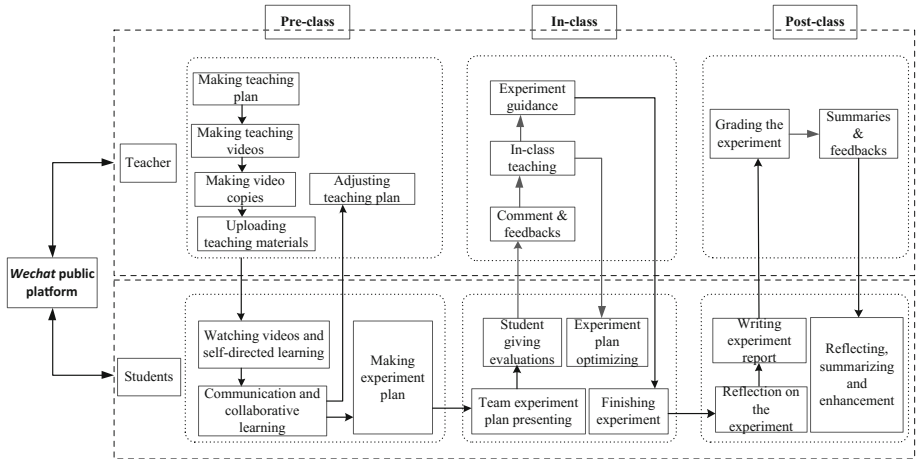 Pre-class
In-class
Post-class
Making teaching
plan
Making teaching
videos
Making video
copies
Uploading
teaching materials
Adjusting
teaching plan
Experiment
guidance
In-class
teaching
Comment &
feedbacks
Grading the
experiment
Summaries
&
feedbacks
Teacher
Wechat public
platform
Students
Watching videos and
self-directed learning
Communication and
collaborative
learning
Making
experiment
plan
Student
giving
evaluations
Experiment
plan
optimizing
Team experiment
plan presenting
Finishing
experiment
Writing
experiment
report
Reflection on
the
experiment
Reflecting,
summarizing
and
enhancement